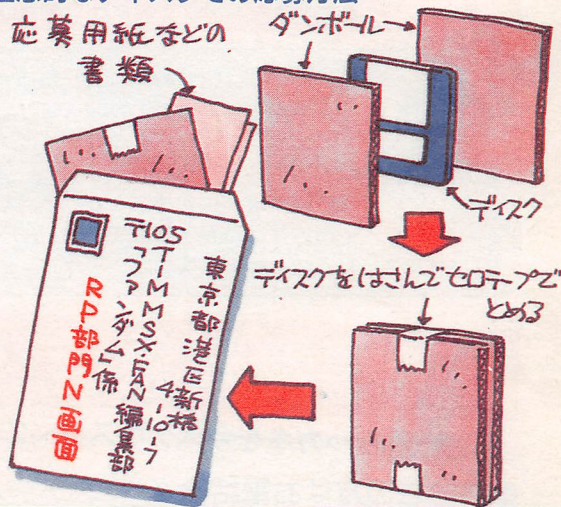 応募用紙などの
書類
ダンボール
ディスク
ディスクをはさんでセロテープで
とめる
〒105
東京都港区新橋
4-10-7
TIM MSX・FAN編集部
「ファンダム」係
RP部門N画面